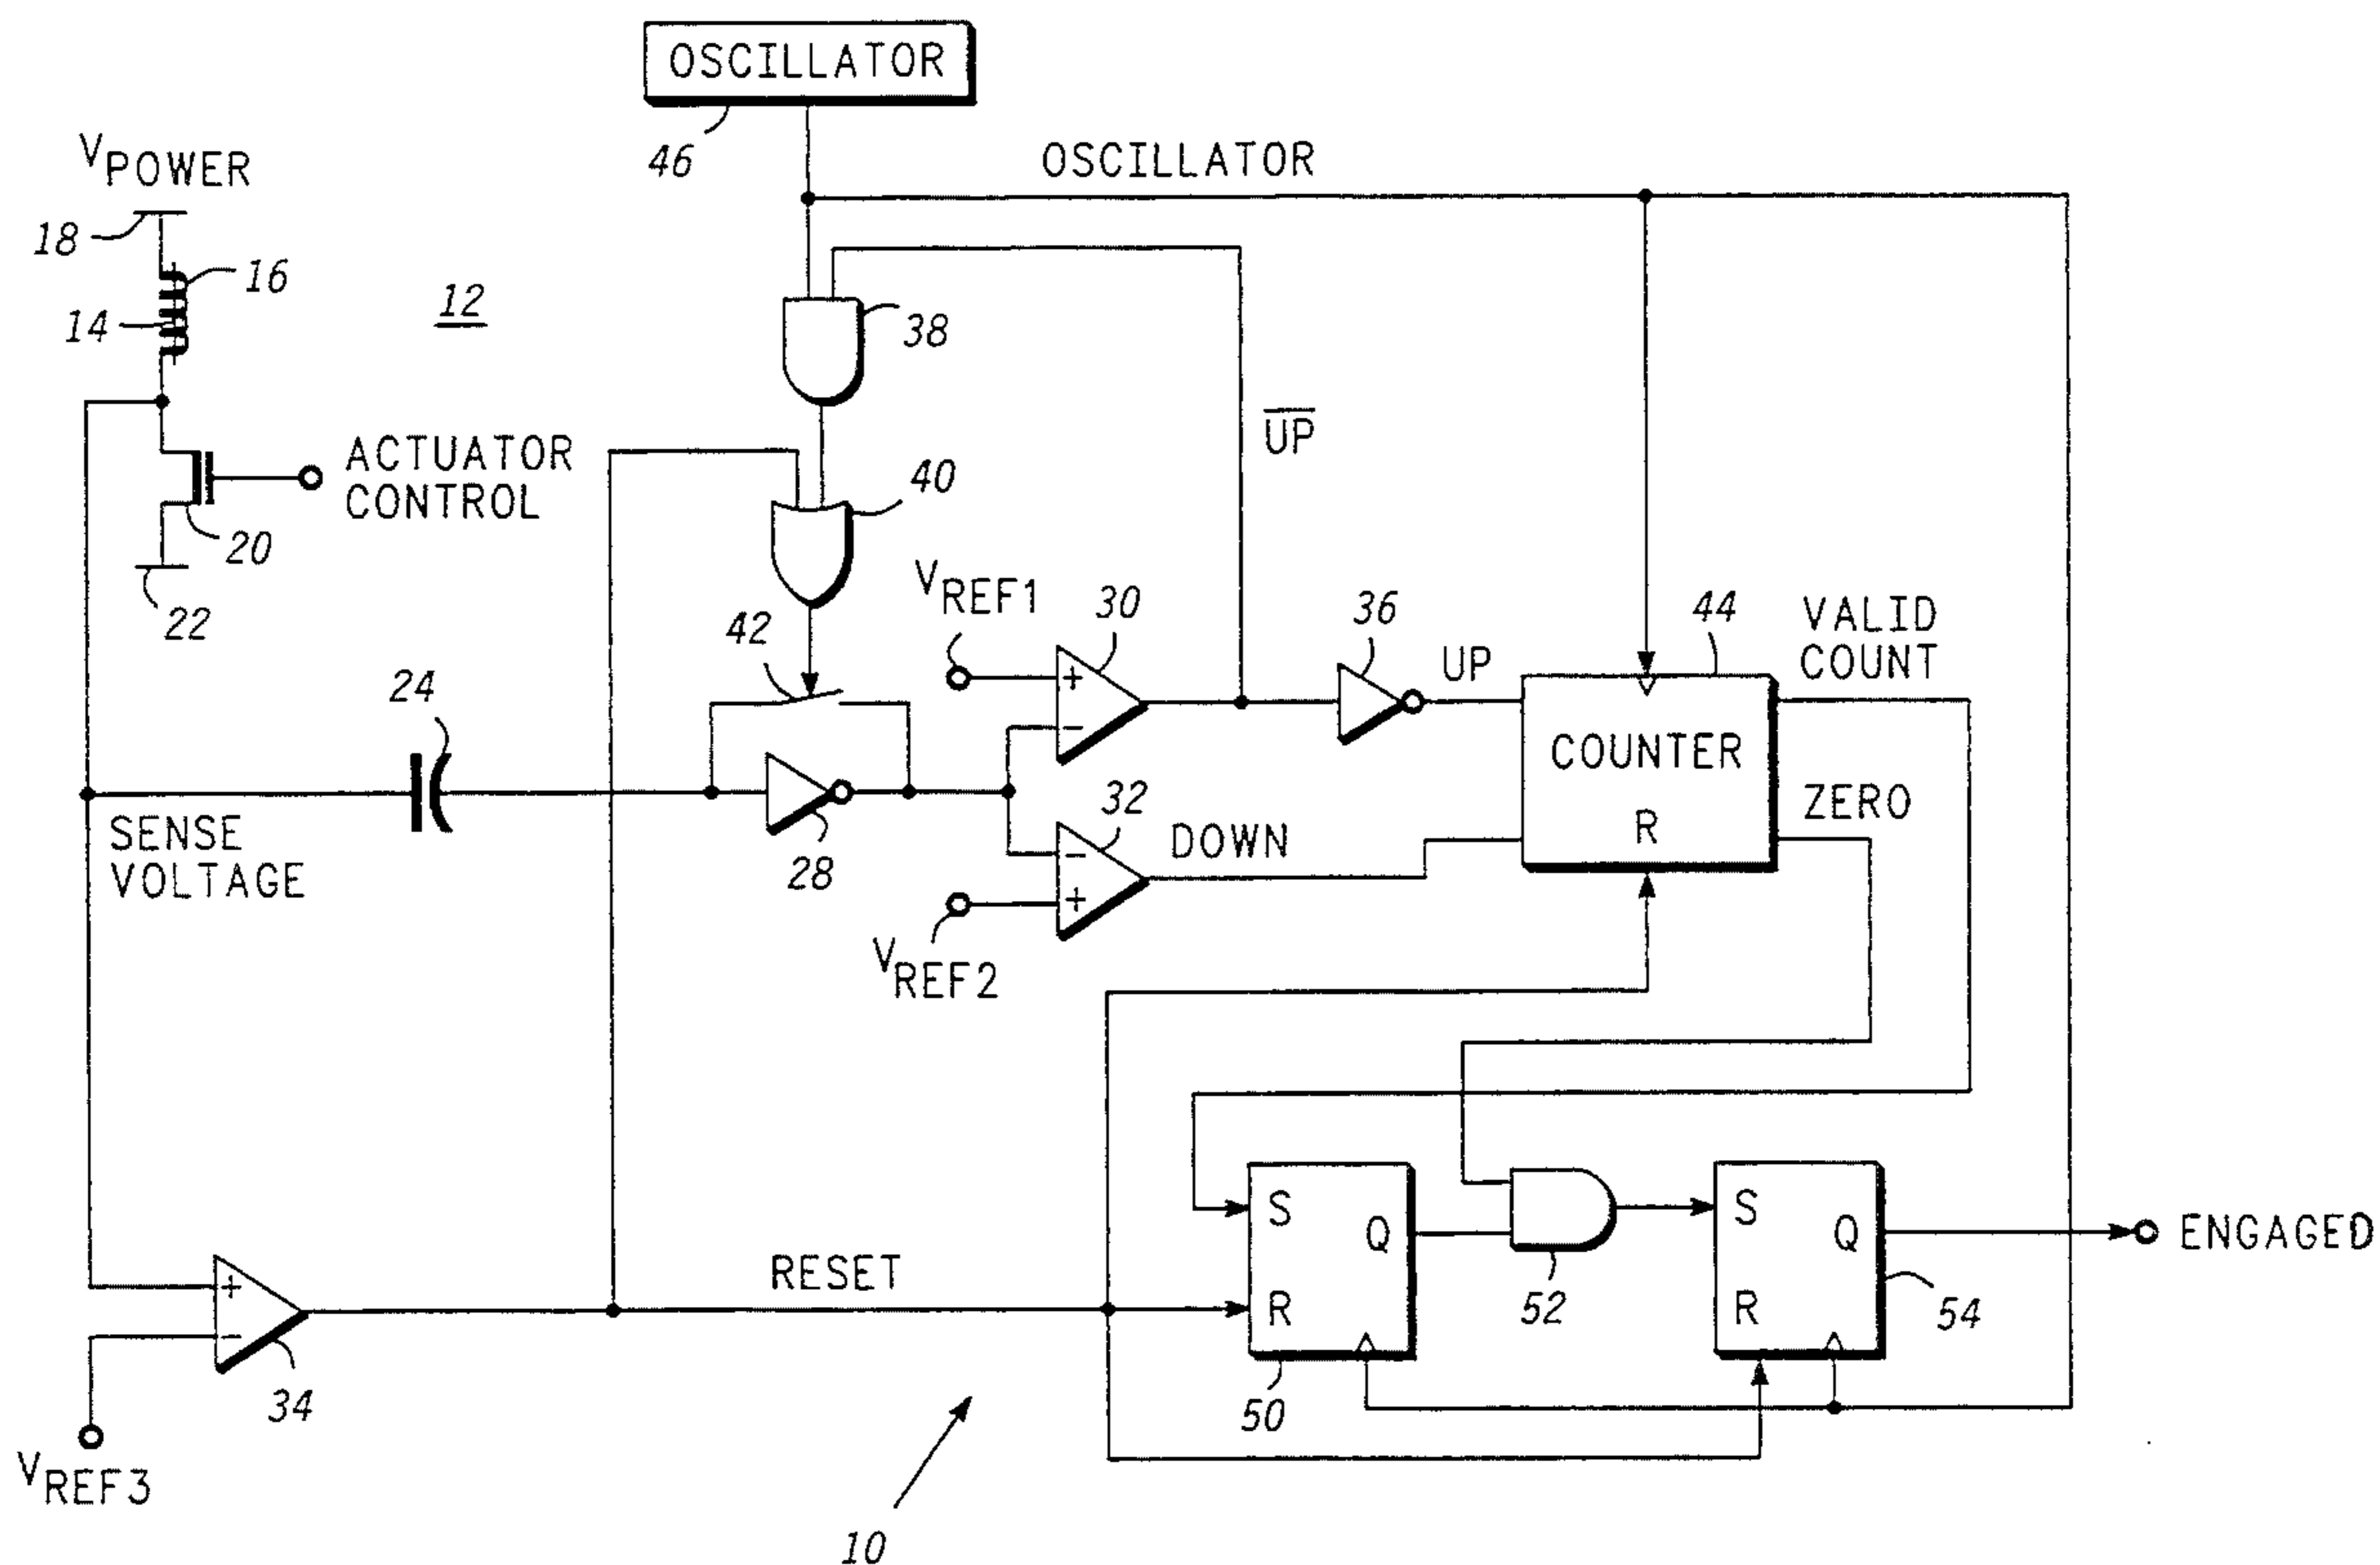 OSCILLATOR
46
OSCILLATOR
VPOWER
18
16
14
12
38
UP
ACTUATOR
CONTROL
20
22
40
42
VREF1
30
36
UP
44
VALID
COUNT
24
COUNTER
R
ZERO
SENSE
VOLTAGE
28
32
DOWN
VREF2
S
Q
R
50
52
S
Q
R
54
ENGAGED
RESET
+
-
34
VREF3
+
-
-
+
10